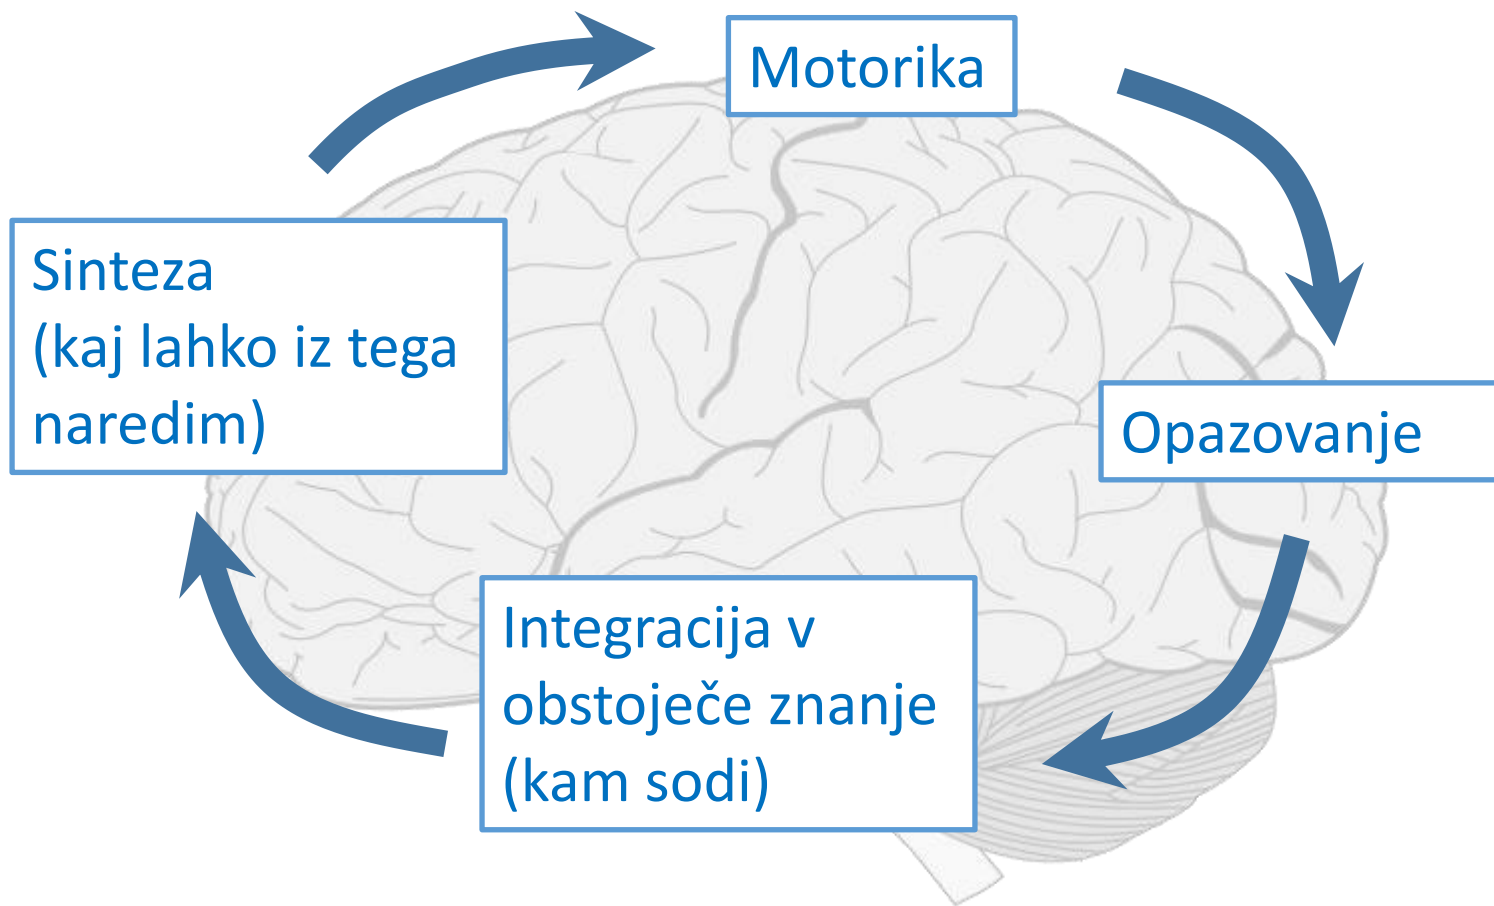 Motorika
Sinteza
(kaj lahko iz tega
naredim)
Opazovanje
Integracija v
obstoječe znanje
(kam sodi)